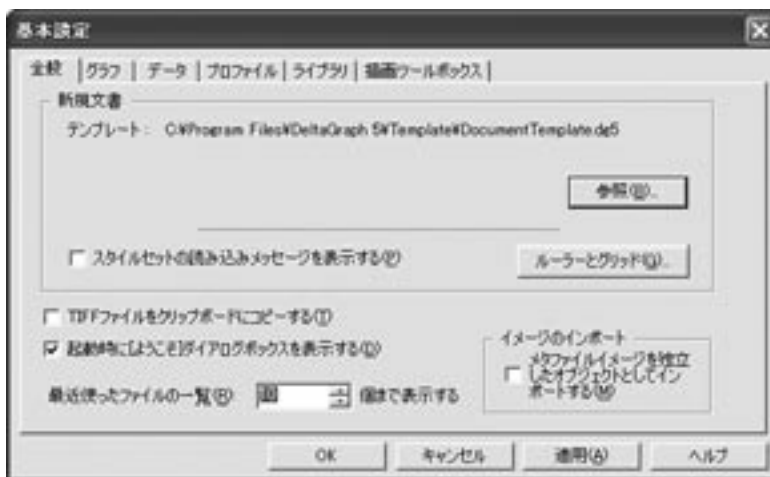 基本設定
全般 グラフ データ プロファイル ライブラリ 描画ツールボックス
新規文書
テンプレート： C:¥Program Files¥DeltaGraph 5¥Template¥DocumentTemplate.dg5
参照(B)...
スタイルセットの読み込みメッセージを表示する(P)
ルーラーとグリッド(G)...
TIFFファイルをクリップボードにコピーする(T)
起動時に[ようこそ]ダイアログボックスを表示する(D)
イメージのインポート
メタファイルイメージを独立
したオブジェクトとしてイン
ポートする(M)
最近使ったファイルの一覧(R) 個まで表示する
OK キャンセル 適用(A) ヘルプ